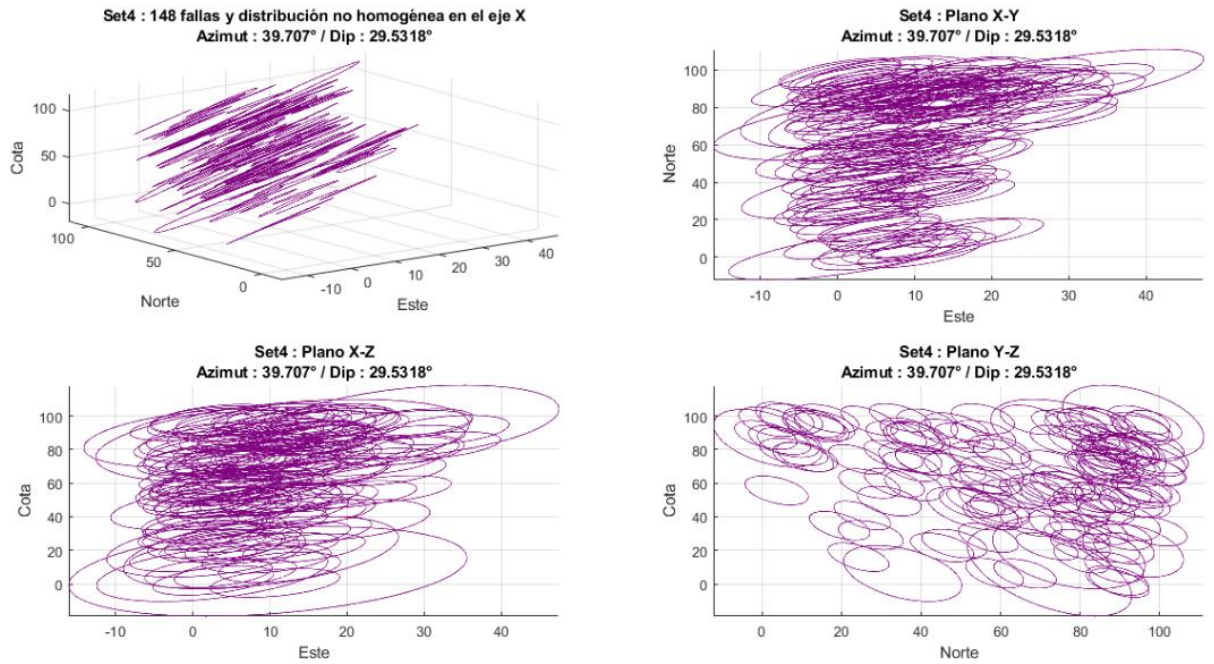 Set4 : 148 fallas y distribución no homogénea en el eje X
Azimut : 39.707° / Dip : 29.5318°
100
50
0
Cota
100
50
0
Norte
-10
0
10
20
30
40
Este
Set4 : Plano X-Y
Azimut : 39.707° / Dip : 29.5318°
100
80
60
40
20
0
Norte
-10
0
10
20
30
40
Este
Set4 : Plano X-Z
Azimut : 39.707° / Dip : 29.5318°
100
80
60
40
20
0
Cota
-10
0
10
20
30
40
Este
Set4 : Plano Y-Z
Azimut : 39.707° / Dip : 29.5318°
100
80
60
40
20
0
Cota
0
20
40
60
80
100
Norte